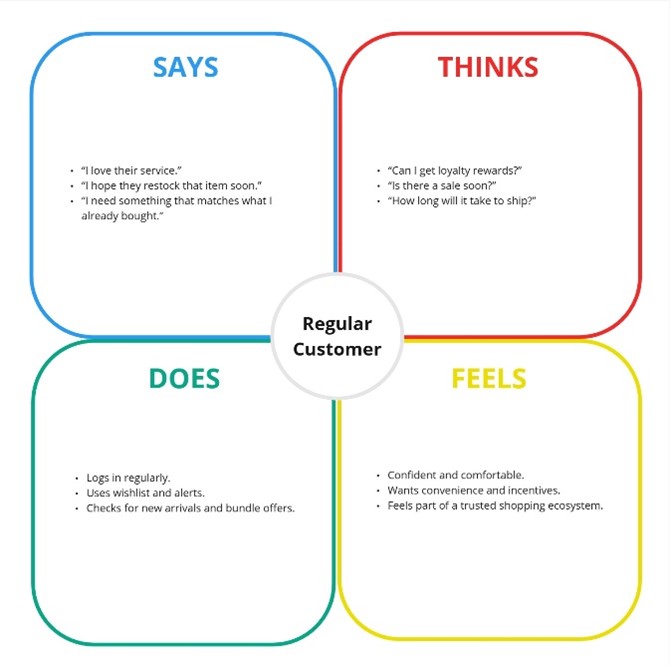 SAYS
• “I love their service.”
• “I hope they restock that item soon.”
• “I need something that matches what I
already bought.”
THINKS
• “Can I get loyalty rewards?”
• “Is there a sale soon?”
• “How long will it take to ship?”
Regular
Customer
DOES
• Logs in regularly.
• Uses wishlist and alerts.
• Checks for new arrivals and bundle offers.
FEELS
• Confident and comfortable.
• Wants convenience and incentives.
• Feels part of a trusted shopping ecosystem.